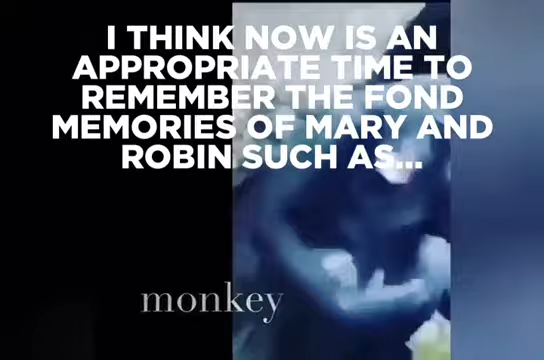 I THINK NOW IS AN
APPROPRIATE TIME TO
REMEMBER THE FOND
MEMORIES OF MARY AND
ROBIN SUCH AS...
monkey